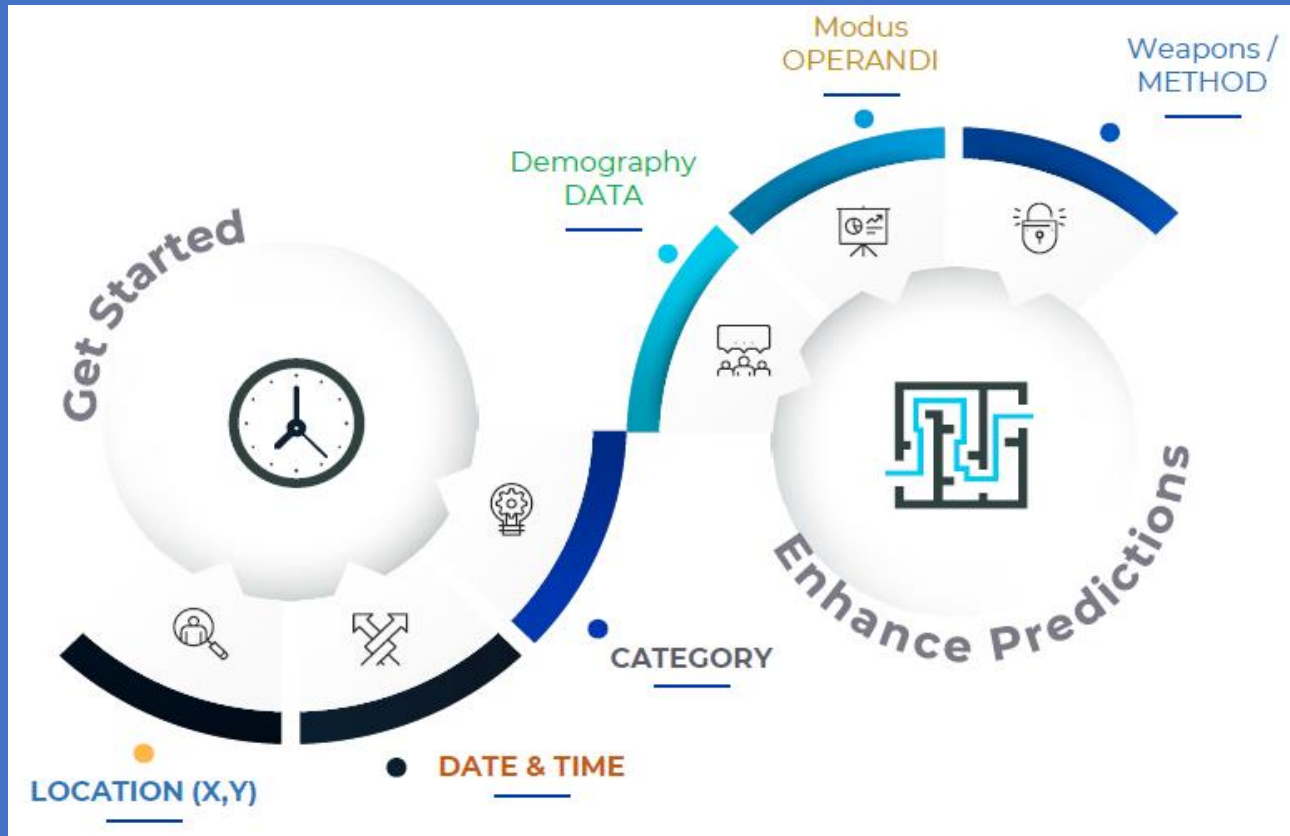 Get Started
LOCATION (X,Y)
DATE & TIME
CATEGORY
Demography
DATA
Modus
OPERANDI
Weapons /
METHOD
Enhance Predictions